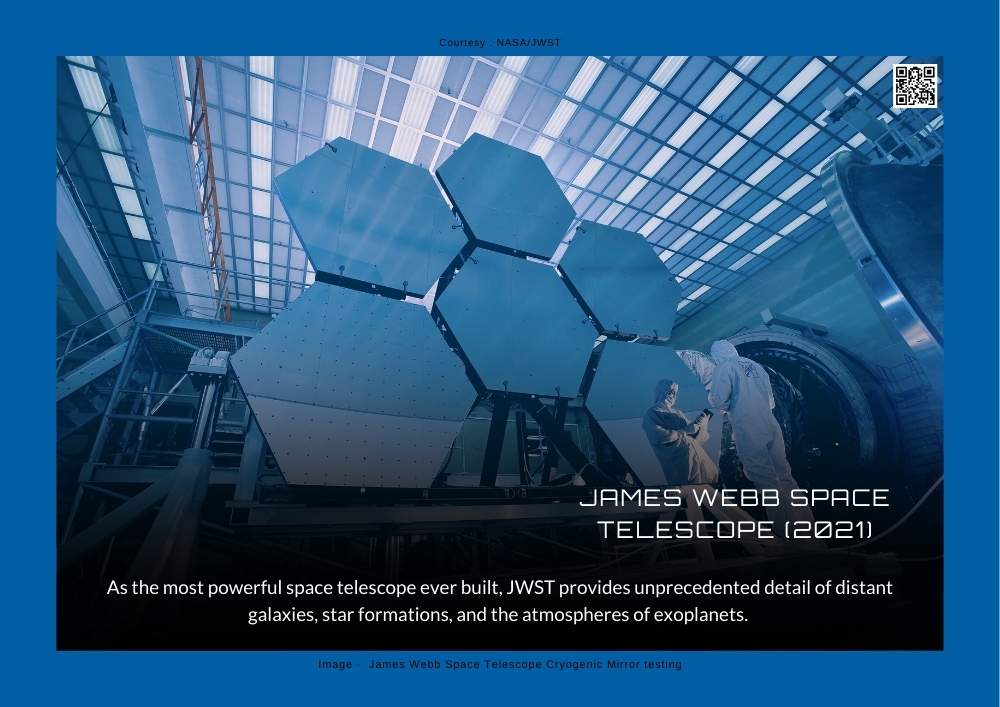 Courtesy : NASA/JWST
JAMES WEBB SPACE
TELESCOPE (2021)
As the most powerful space telescope ever built, JWST provides unprecedented detail of distant
galaxies, star formations, and the atmospheres of exoplanets.
Image - James Webb Space Telescope Cryogenic Mirror testing